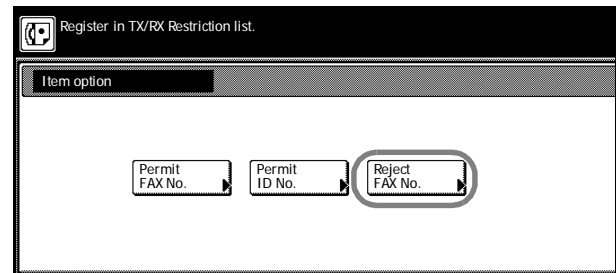 Register in TX/RX Restriction list.
Item option
Permit
FAX No.
Permit
ID No.
Reject
FAX No.